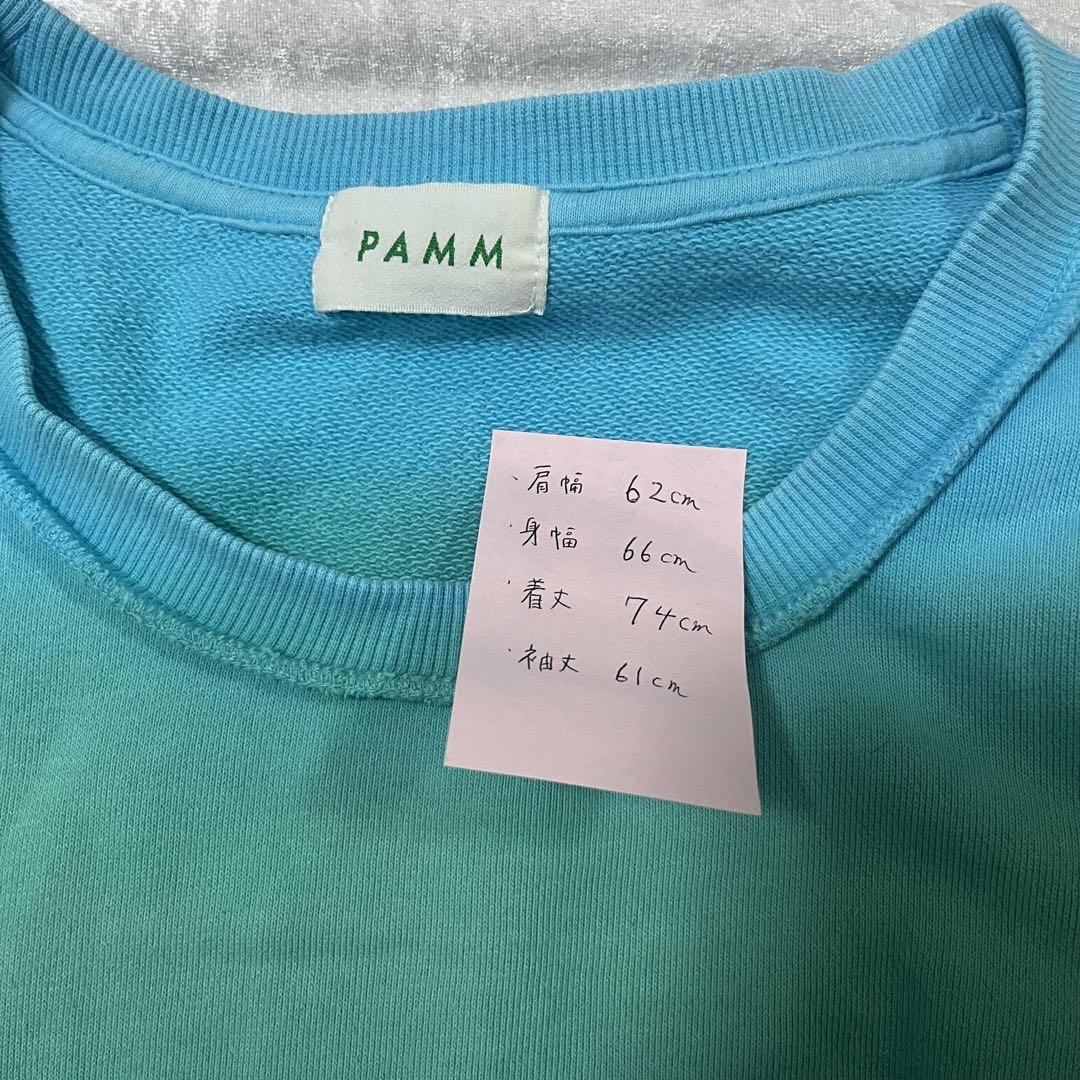 PAMM
・肩幅 62cm
・身幅 66cm
・着丈 74cm
・袖丈 61cm